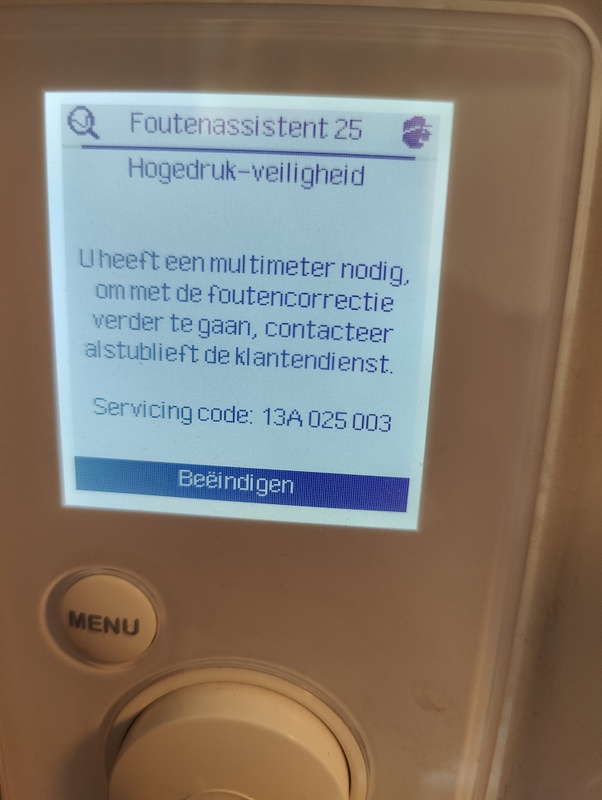 Foutenassistent 25
Hogedruk-veiligheid
U heeft een multimeter nodig,
om met de foutencorrectie
verder te gaan, contacteer
alstublieft de klantendienst.
Servicing code: 13A 025 003
Beëindigen
MENU